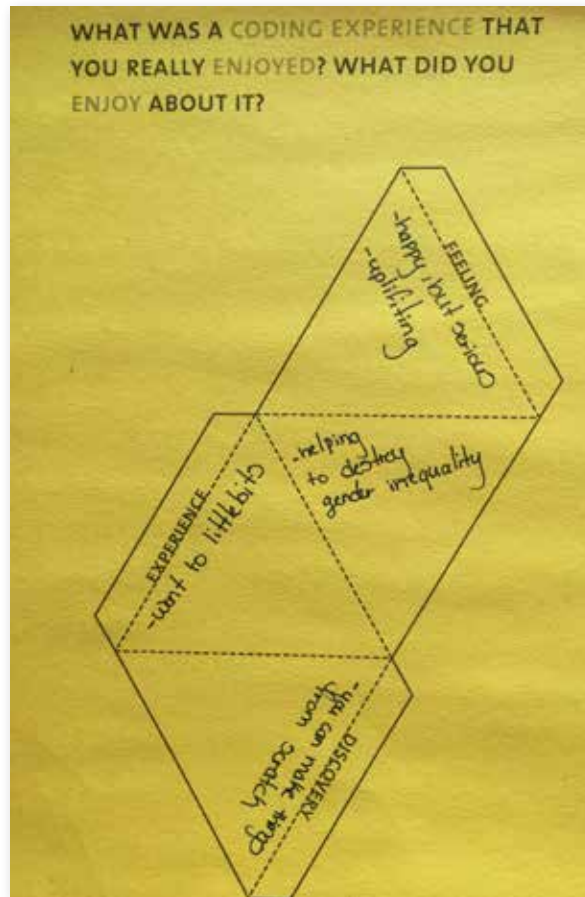 WHAT WAS A CODING EXPERIENCE THAT
YOU REALLY ENJOYED? WHAT DID YOU
ENJOY ABOUT IT?
FEELING
-happy, but serious
-uplifiting
-helping
to destroy
gender inequality
EXPERIENCE
-went to littlebits
DISCOVERY
-you can make things
from scratch